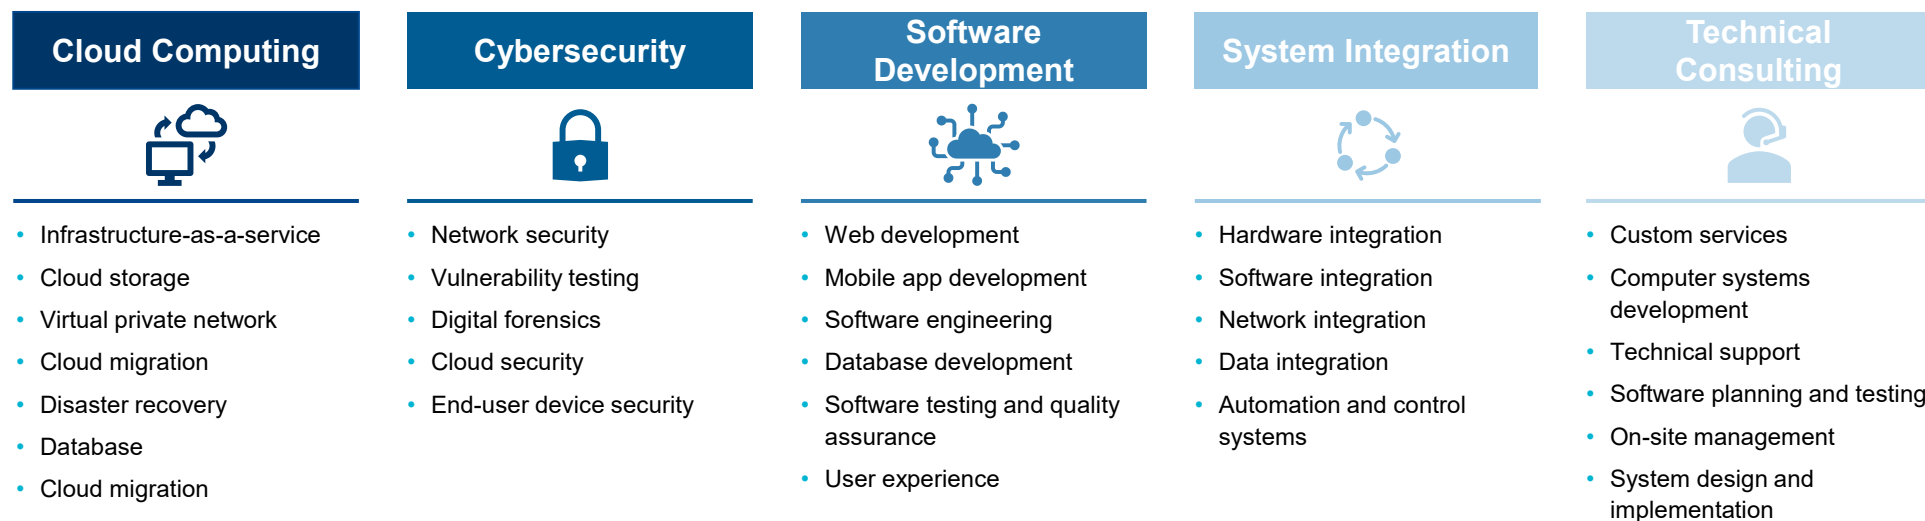 Cloud Computing
• Infrastructure-as-a-service
• Cloud storage
• Virtual private network
• Cloud migration
• Disaster recovery
• Database
• Cloud migration
Cybersecurity
• Network security
• Vulnerability testing
• Digital forensics
• Cloud security
• End-user device security
Software
Development
• Web development
• Mobile app development
• Software engineering
• Database development
• Software testing and quality
assurance
• User experience
System Integration
• Hardware integration
• Software integration
• Network integration
• Data integration
• Automation and control
systems
Technical
Consulting
• Custom services
• Computer systems
development
• Technical support
• Software planning and testing
• On-site management
• System design and
implementation